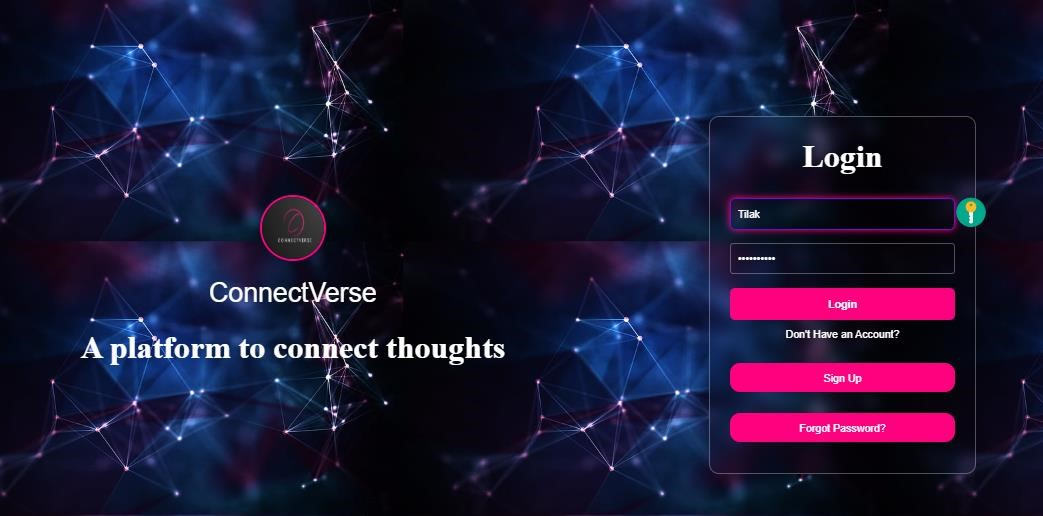 CONNECTVERSE
ConnectVerse
A platform to connect thoughts
Login
Tilak
••••••••••
Login
Don't Have an Account?
Sign Up
Forgot Password?